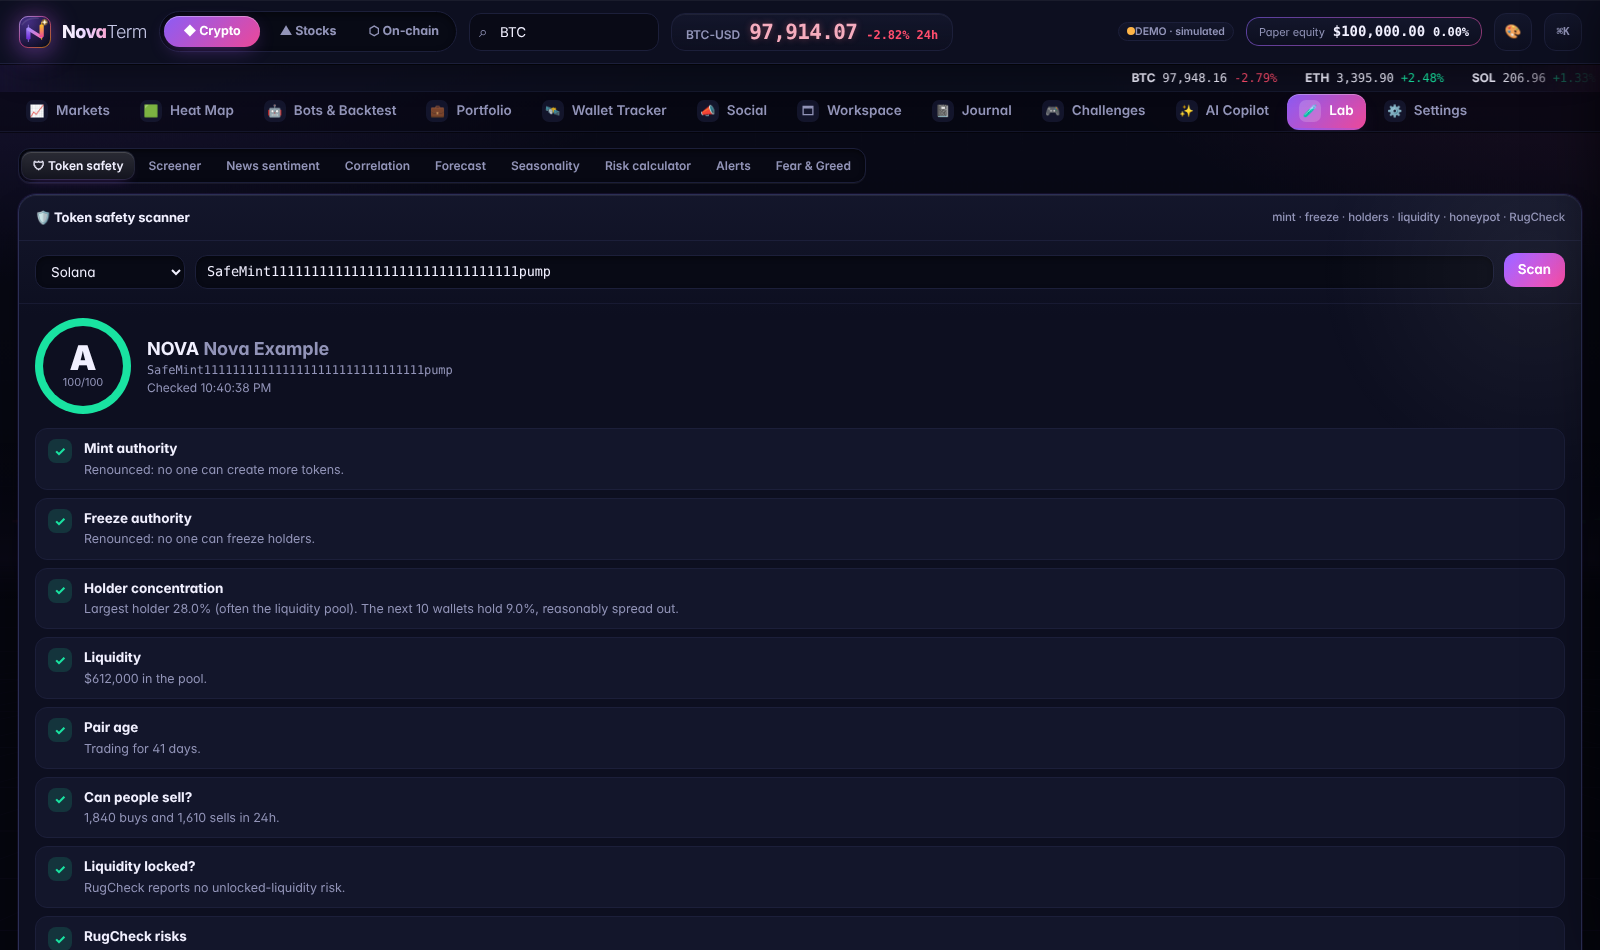 NovaTerm
Crypto
Stocks
On-chain
BTC
BTC-USD 97,914.07 -2.82% 24h
DEMO · simulated
Paper equity $100,000.00 0.00%
⌘K
BTC 97,948.16 -2.79% ETH 3,395.90 +2.48% SOL 206.96 +1.33%
Markets
Heat Map
Bots & Backtest
Portfolio
Wallet Tracker
Social
Workspace
Journal
Challenges
AI Copilot
Lab
Settings
Token safety
Screener
News sentiment
Correlation
Forecast
Seasonality
Risk calculator
Alerts
Fear & Greed
Token safety scanner
mint · freeze · holders · liquidity · honeypot · RugCheck
Solana
Scan
A
100/100
NOVA Nova Example
Checked 10:40:38 PM
Mint authority
Renounced: no one can create more tokens.
Freeze authority
Renounced: no one can freeze holders.
Holder concentration
Largest holder 28.0% (often the liquidity pool). The next 10 wallets hold 9.0%, reasonably spread out.
Liquidity
$612,000 in the pool.
Pair age
Trading for 41 days.
Can people sell?
1,840 buys and 1,610 sells in 24h.
Liquidity locked?
RugCheck reports no unlocked-liquidity risk.
RugCheck risks